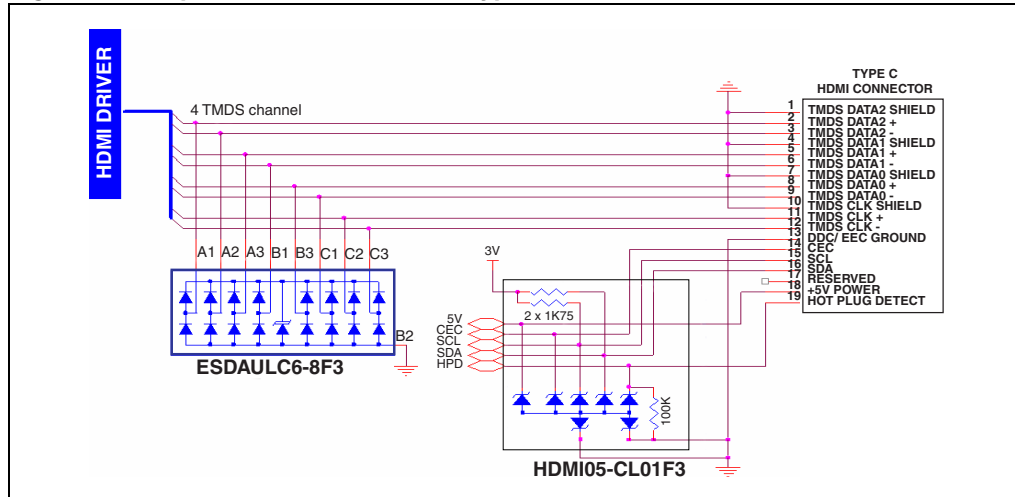 HDMI DRIVER
4 TMDS channel
TYPE C
HDMI CONNECTOR
1 TMDS DATA2 SHIELD
2 TMDS DATA2 +
3 TMDS DATA2 -
4 TMDS DATA1 SHIELD
5 TMDS DATA1 +
6 TMDS DATA1 -
7 TMDS DATA0 SHIELD
8 TMDS DATA0 +
9 TMDS DATA0 -
10 TMDS CLK SHIELD
11 TMDS CLK +
12 TMDS CLK -
13 DDC/ EEC GROUND
14 CEC
15 SCL
16 SDA
17 RESERVED
18 +5V POWER
19 HOT PLUG DETECT
A1 A2 A3 B1 B3 C1 C2 C3
B2
ESDAULC6-8F3
3V
2 x 1K75
5V
CEC
SCL
SDA
HPD
100K
HDMI05-CL01F3